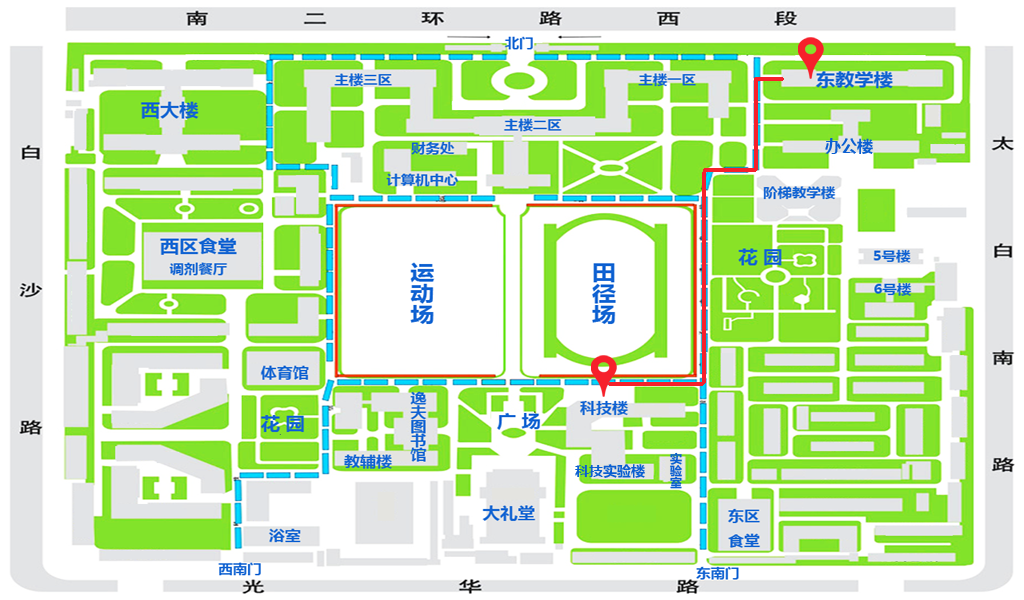 南二环路西段
北门
主楼三区
主楼一区
东教学楼
西大楼
主楼二区
办公楼
财务处
计算机中心
阶梯教学楼
白沙路
太白南路
西区食堂
调剂餐厅
运动场
田径场
花园
5号楼
6号楼
体育馆
花园
逸夫图书馆
广场
科技楼
教辅楼
科技实验楼
实验室
大礼堂
东区
食堂
浴室
西南门
东南门
光华路